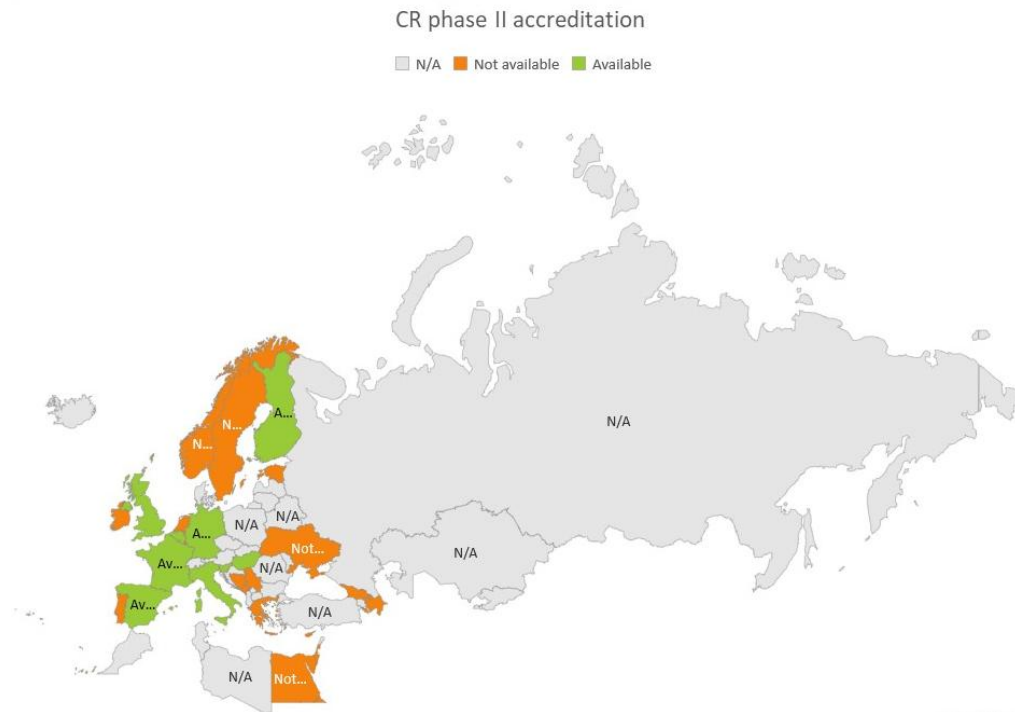 CR phase II accreditation
N/A Not available Available
N/A
A...
N...
N...
N/A
A...
N/A
Not...
N/A
Av...
N/A
Av...
N/A
N/A
Not...